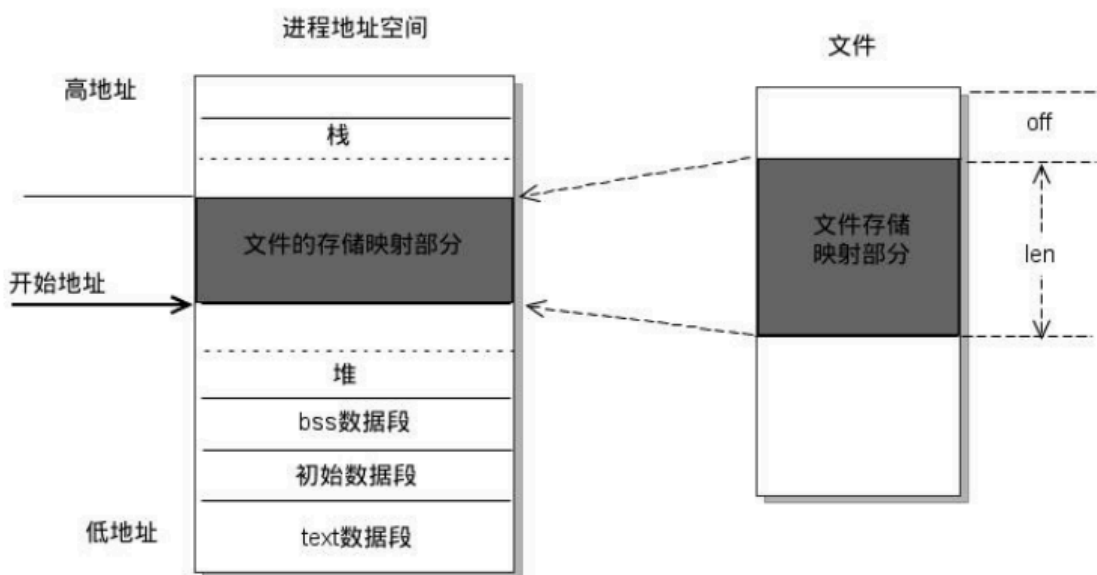 进程地址空间
文件
高地址
off
栈
文件的存储映射部分
文件存储
映射部分
len
开始地址
堆
bss数据段
初始数据段
低地址
text数据段